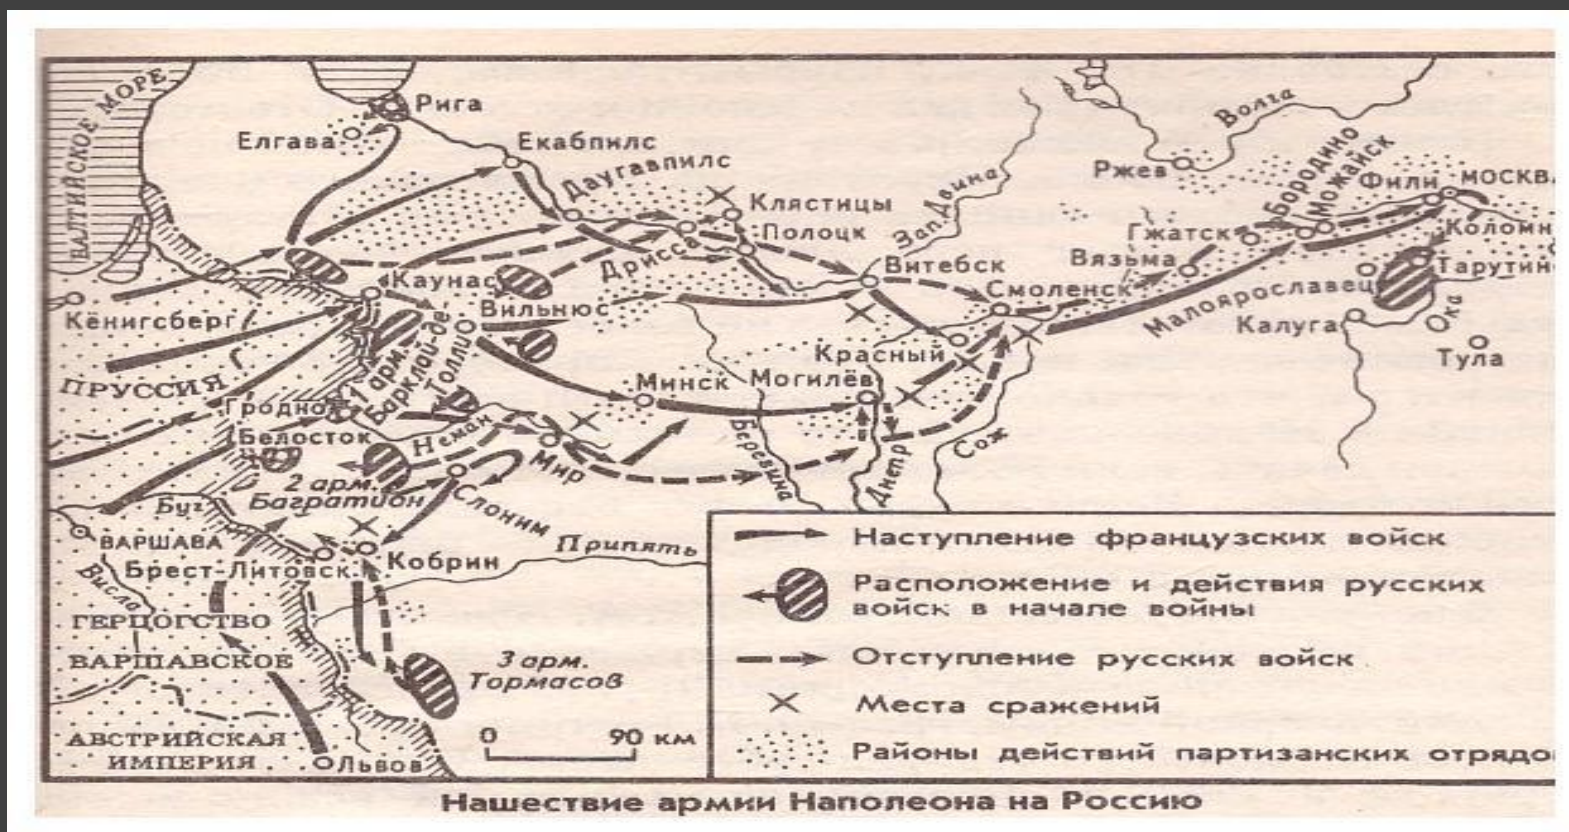 БАЛТИЙСКОЕ МОРЕ
Рига
Елгава
Екабпилс
Даугавпилс
Клястицы
Полоцк
Дрисса
Зап Двина
Волга
Ржев
Бородино
Можайск
Фили
МОСКВА
Гжатск
Вязьма
Коломн
Тарутин
Малоярославец
Калуга
Ока
Тула
Витебск
Смоленск
Красный
Каунас
Вильнюс
Кёнигсберг
ПРУССИЯ
1 арм.
Барклай-де-
Толли
Минск
Могилёв
Гродно
Белосток
Неман
Мир
Березина
Днепр
Сож
2 арм.
Багратион
Слоним
Буг
ВАРШАВА
Висла
Брест-Литовск
Кобрин
Припять
ГЕРЦОГСТВО
ВАРШАВСКОЕ
3 арм.
Тормасов
АВСТРИЙСКАЯ
ИМПЕРИЯ
Львов
0 90 км
Наступление французских войск
Расположение и действия русских
войск в начале войны
Отступление русских войск
Места сражений
Районы действий партизанских отрядо
Нашествие армии Наполеона на Россию